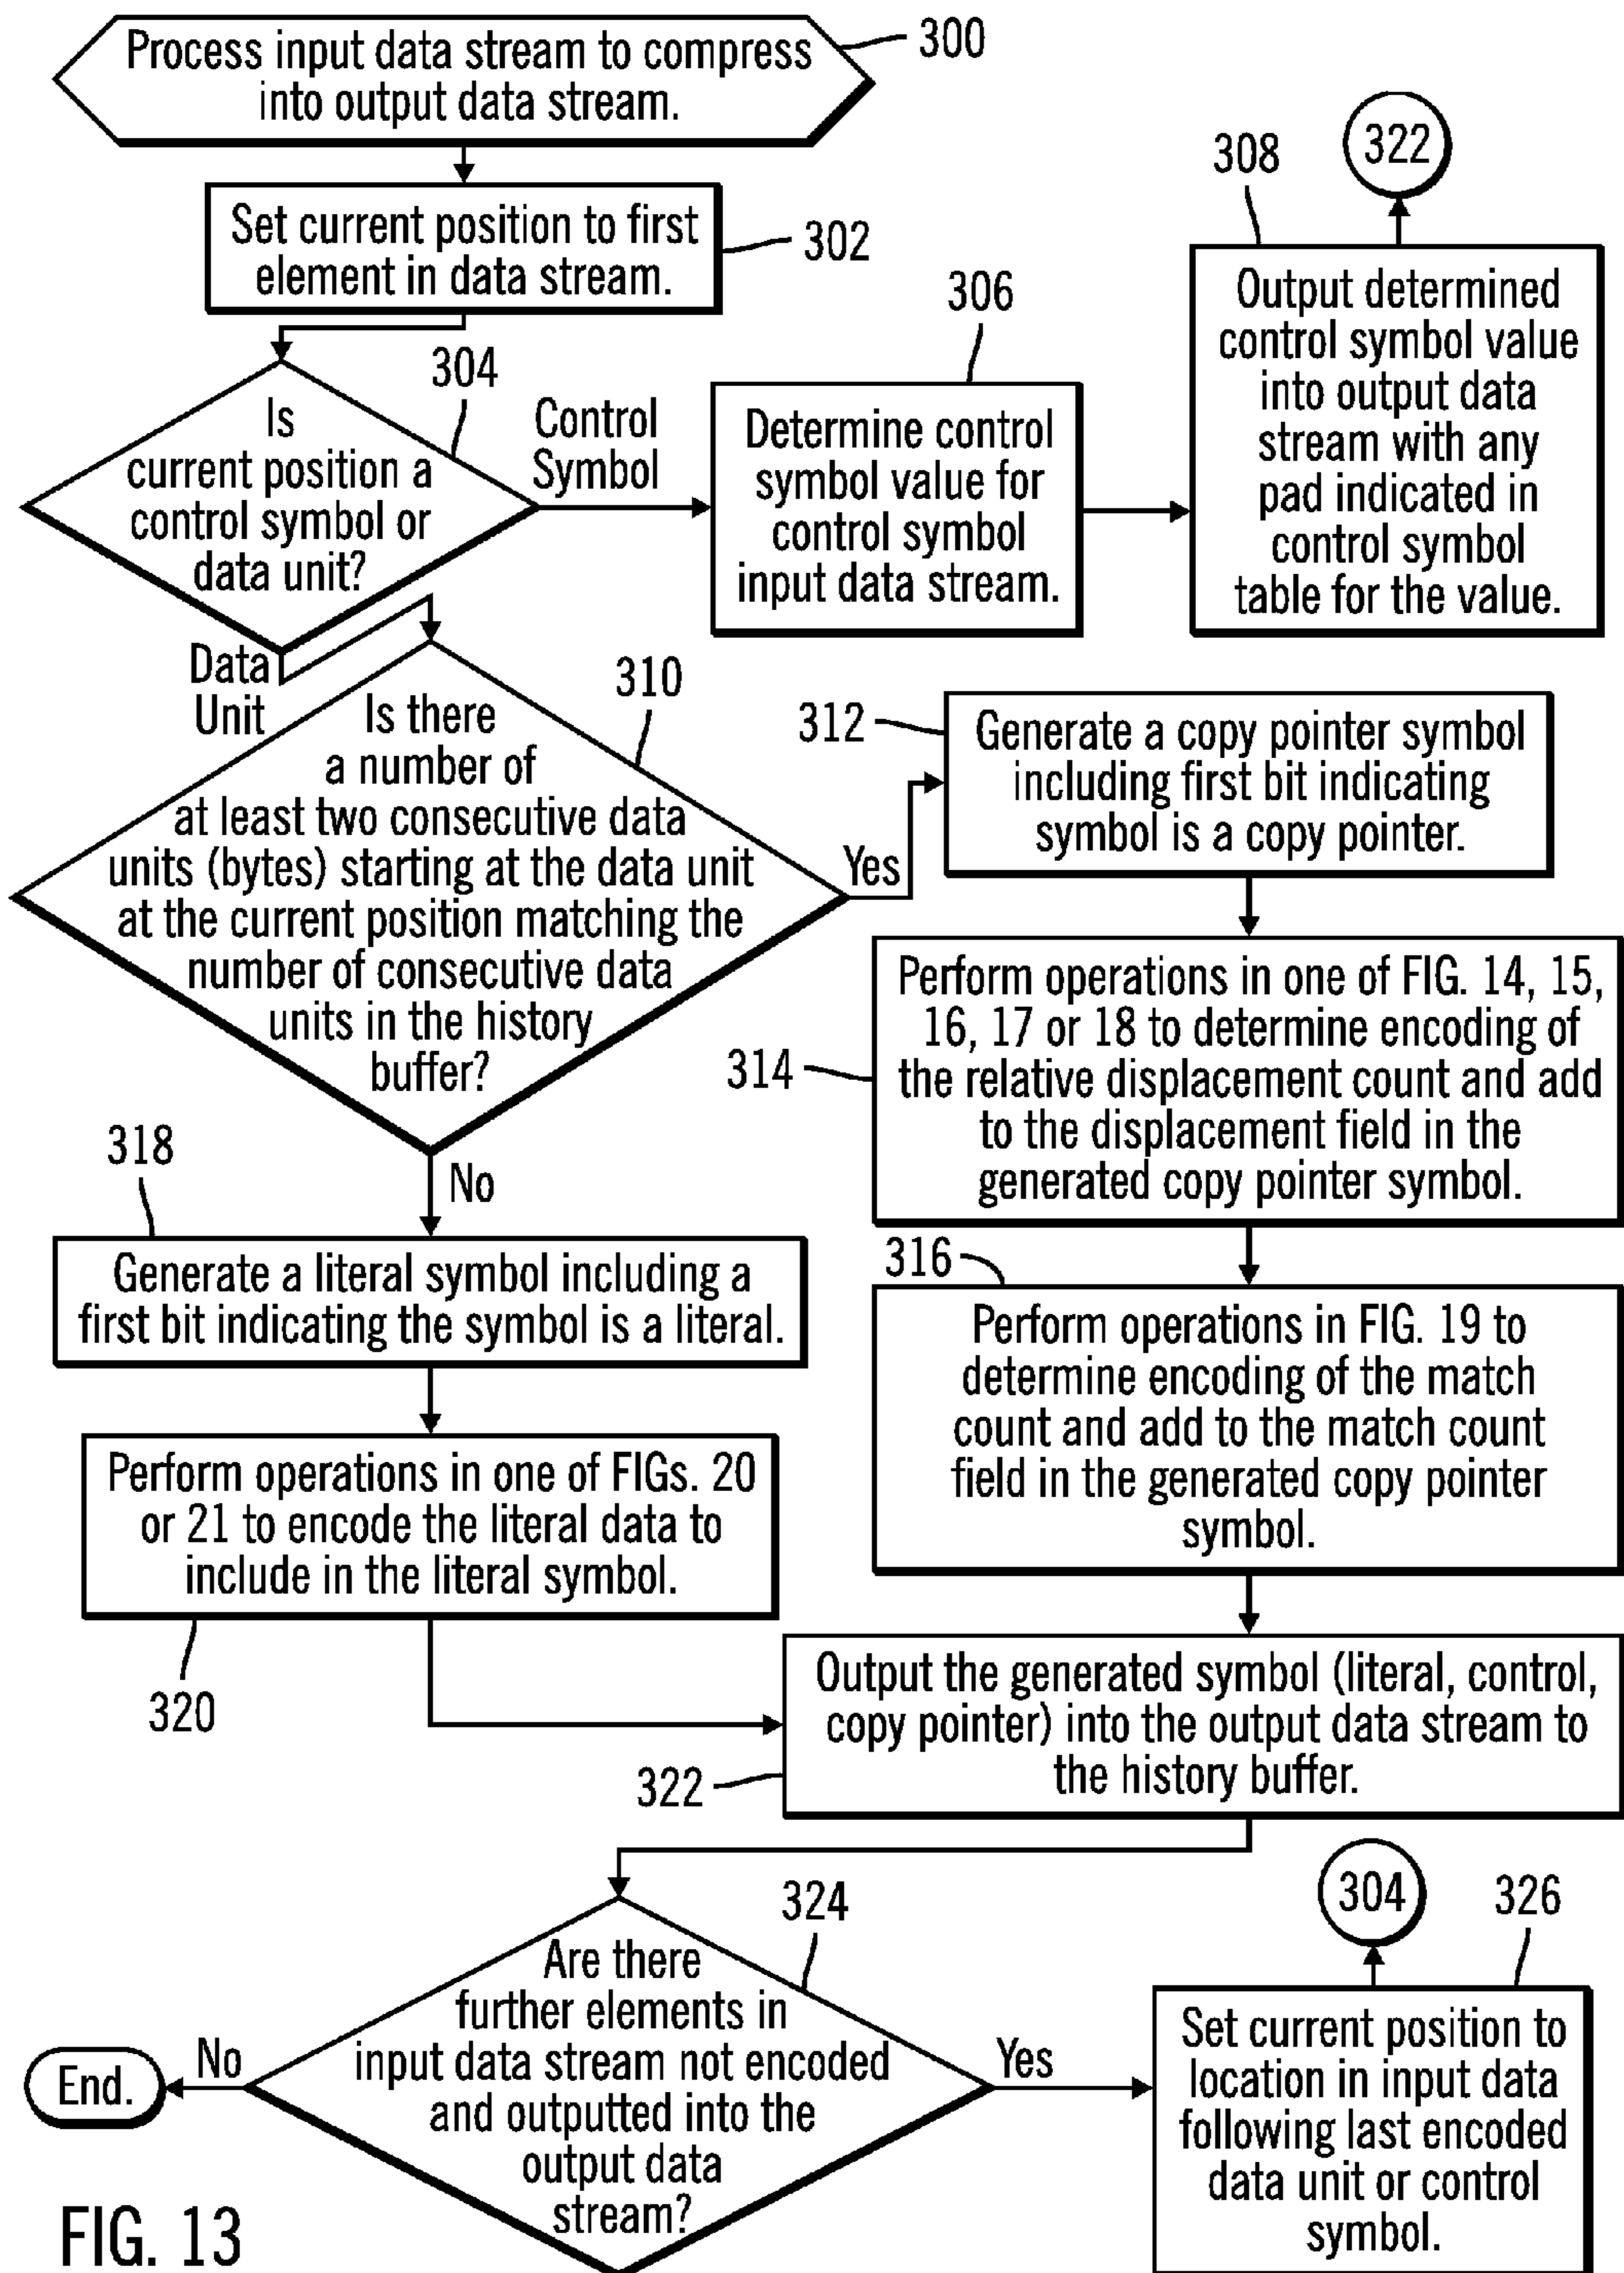 Process input data stream to compress
into output data stream.
300
Set current position to first
element in data stream.
302
Is
current position a
control symbol or
data unit?
304
Control
Symbol
Data
Unit
306
Determine control
symbol value for
control symbol
input data stream.
308
Output determined
control symbol value
into output data
stream with any
pad indicated in
control symbol
table for the value.
322
310
Is there
a number of
at least two consecutive data
units (bytes) starting at the data unit
at the current position matching the
number of consecutive data
units in the history
buffer?
Yes
No
312
Generate a copy pointer symbol
including first bit indicating
symbol is a copy pointer.
314
Perform operations in one of FIG. 14, 15,
16, 17 or 18 to determine encoding of
the relative displacement count and add
to the displacement field in the
generated copy pointer symbol.
316
Perform operations in FIG. 19 to
determine encoding of the match
count and add to the match count
field in the generated copy pointer
symbol.
318
Generate a literal symbol including a
first bit indicating the symbol is a literal.
Perform operations in one of FIGs. 20
or 21 to encode the literal data to
include in the literal symbol.
320
Output the generated symbol (literal, control,
copy pointer) into the output data stream to
the history buffer.
322
324
Are there
further elements in
input data stream not encoded
and outputted into the
output data
stream?
No
End.
Yes
304
326
Set current position to
location in input data
following last encoded
data unit or control
symbol.
FIG. 13